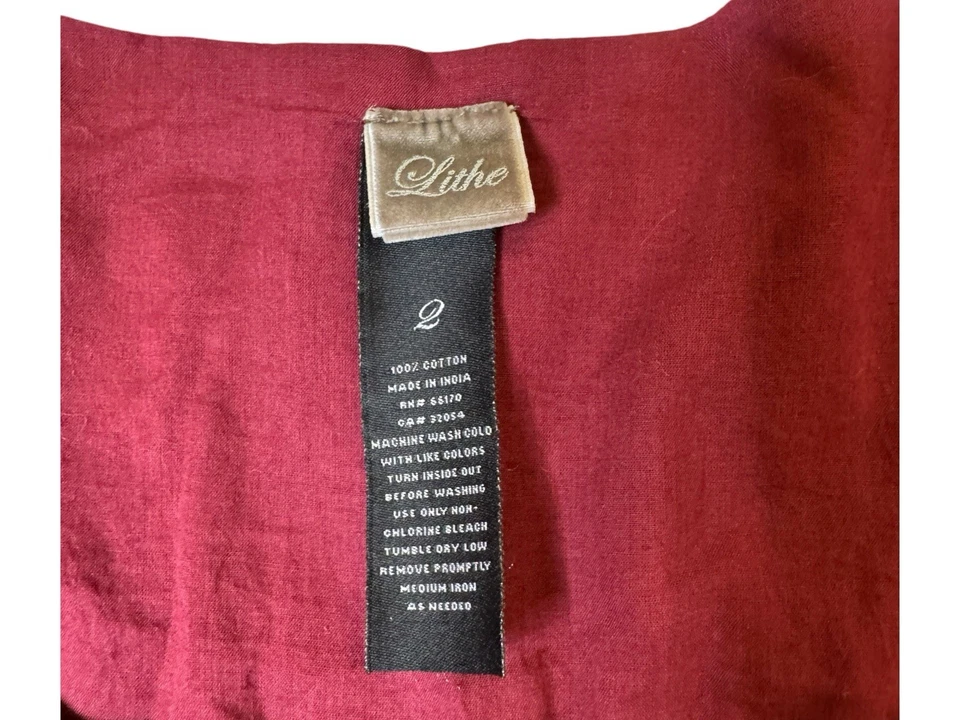 Lithe
2
100% COTTON
MADE IN INDIA
RN# 66170
CA# 32054
MACHINE WASH COLD
WITH LIKE COLORS
TURN INSIDE OUT
BEFORE WASHING
USE ONLY NON-
CHLORINE BLEACH
TUMBLE DRY LOW
REMOVE PROMPTLY
MEDIUM IRON
AS NEEDED